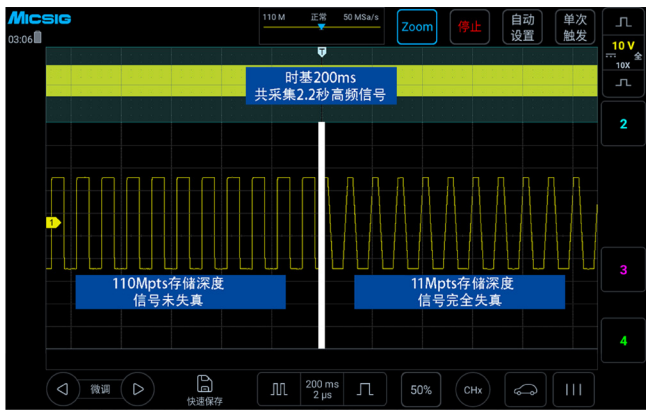 Micsig
03:06
110 M 正常 50 MSa/s
T
Zoom
停止
自动
设置
单次
触发
10 V
全
10X
时基200ms
共采集2.2秒高频信号
2
1
110Mpts存储深度
信号未失真
11Mpts存储深度
信号完全失真
3
4
微调
快速保存
200 ms
2 μs
50%
CHx